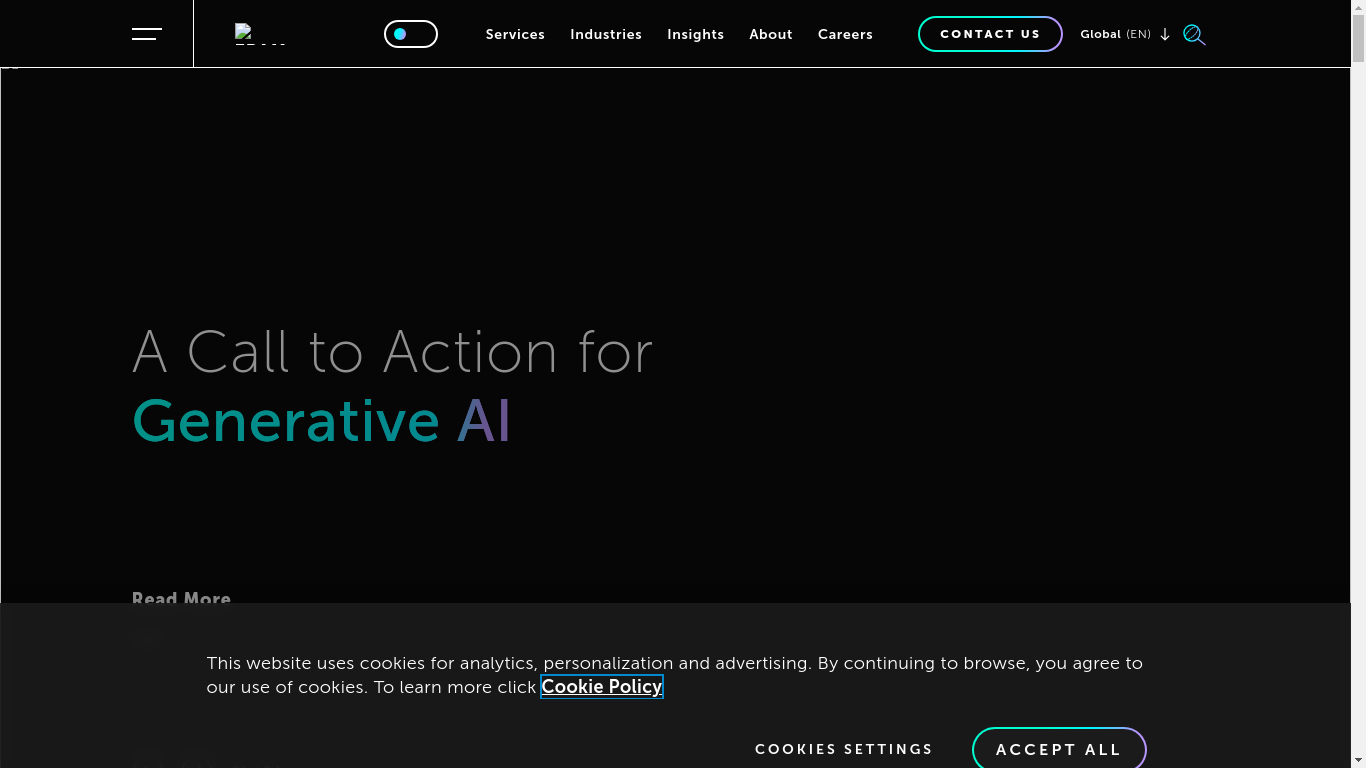 Services Industries Insights About Careers CONTACT US Global (EN)
A Call to Action for
Generative AI
Read More
This website uses cookies for analytics, personalization and advertising. By continuing to browse, you agree to
our use of cookies. To learn more click Cookie Policy
COOKIES SETTINGS ACCEPT ALL